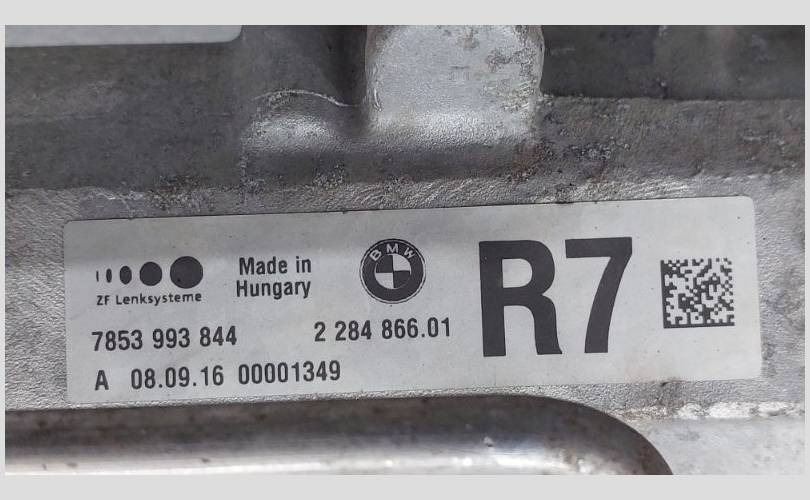 ZF Lenksysteme
Made in
Hungary
BMW
R7
7853 993 844
2 284 866.01
A 08.09.16 00001349